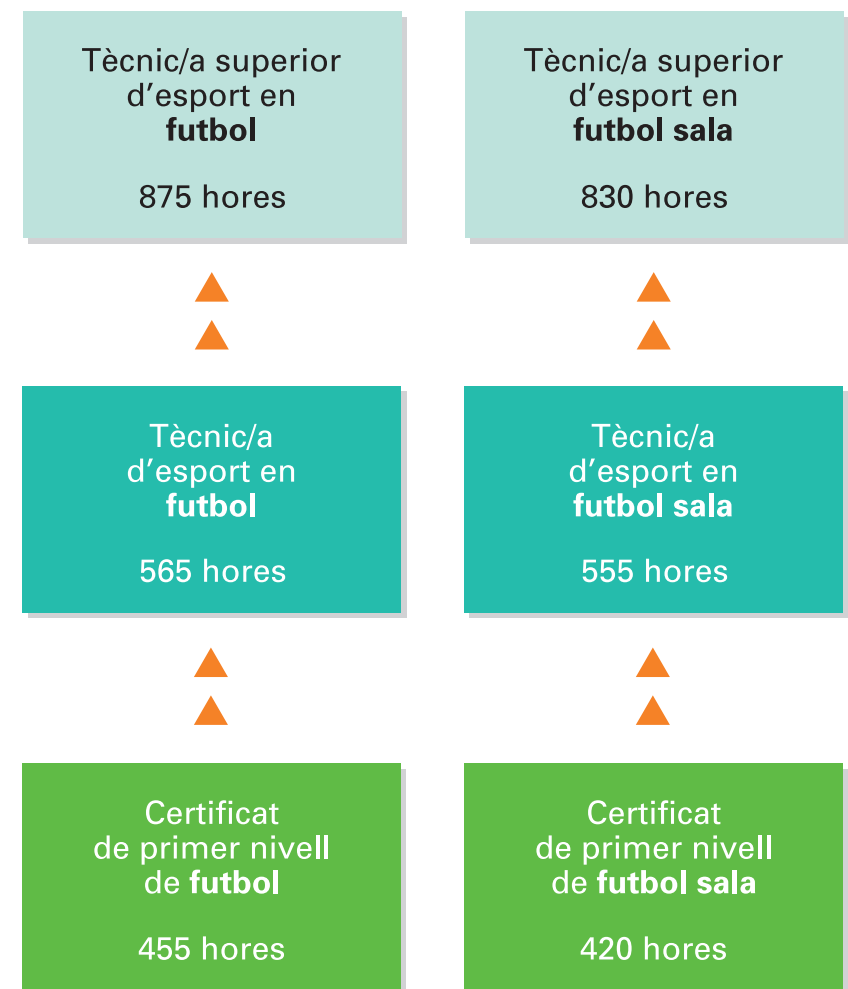 Tècnic/a superior
d’esport en
futbol
875 hores
Tècnic/a superior
d’esport en
futbol sala
830 hores
Tècnic/a
d’esport en
futbol
565 hores
Tècnic/a
d’esport en
futbol sala
555 hores
Certificat
de primer nivell
de futbol
455 hores
Certificat
de primer nivell
de futbol sala
420 hores